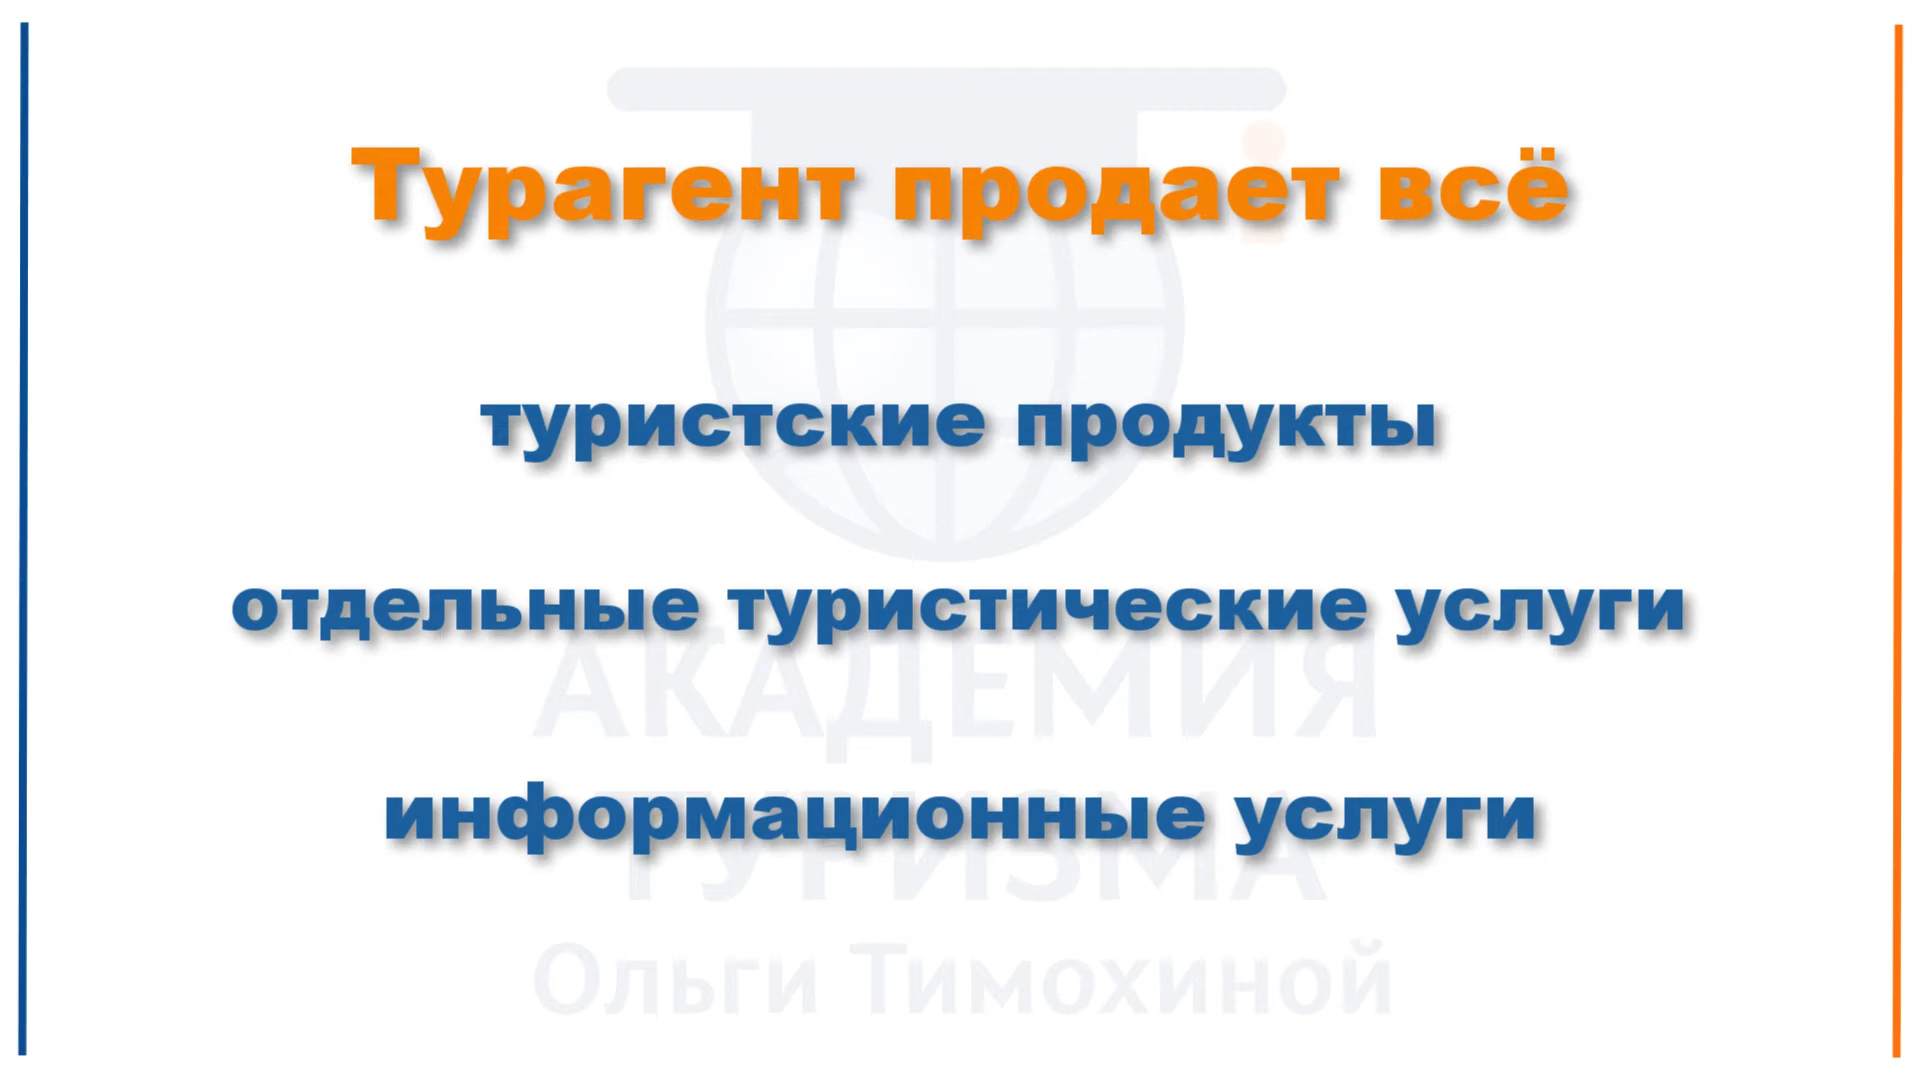 Турагент продает всё
туристские продукты
отдельные туристические услуги
АКАДЕМИЯ
информационные услуги
ТУРИЗМА
Ольги Тимохиной